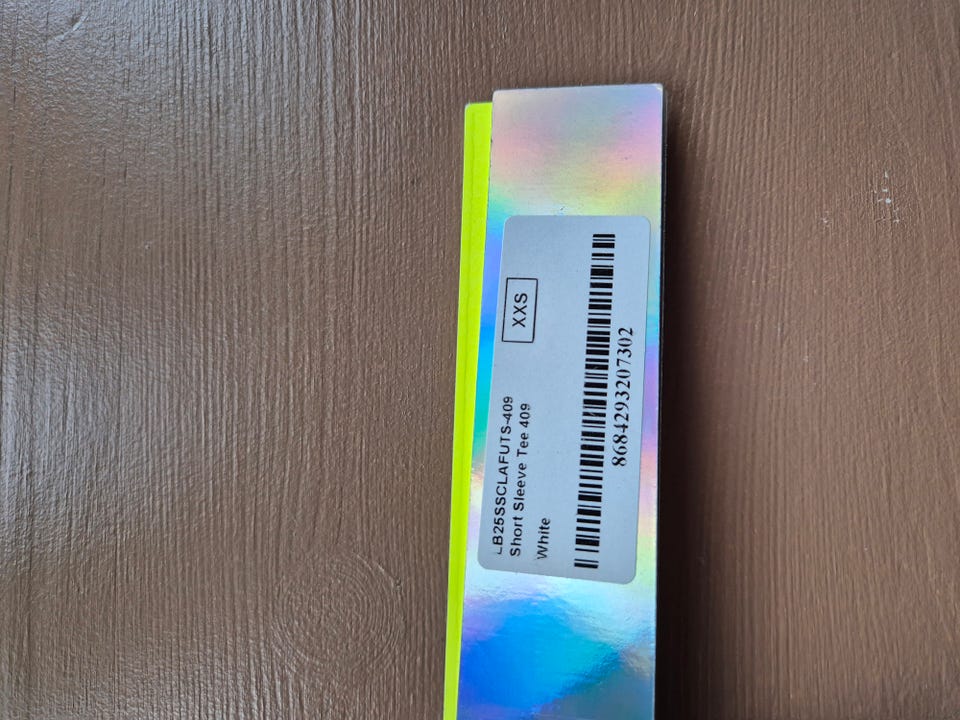 LB25SSCLAFUTS-409
Short Sleeve Tee 409
XXS
White
8684293207302